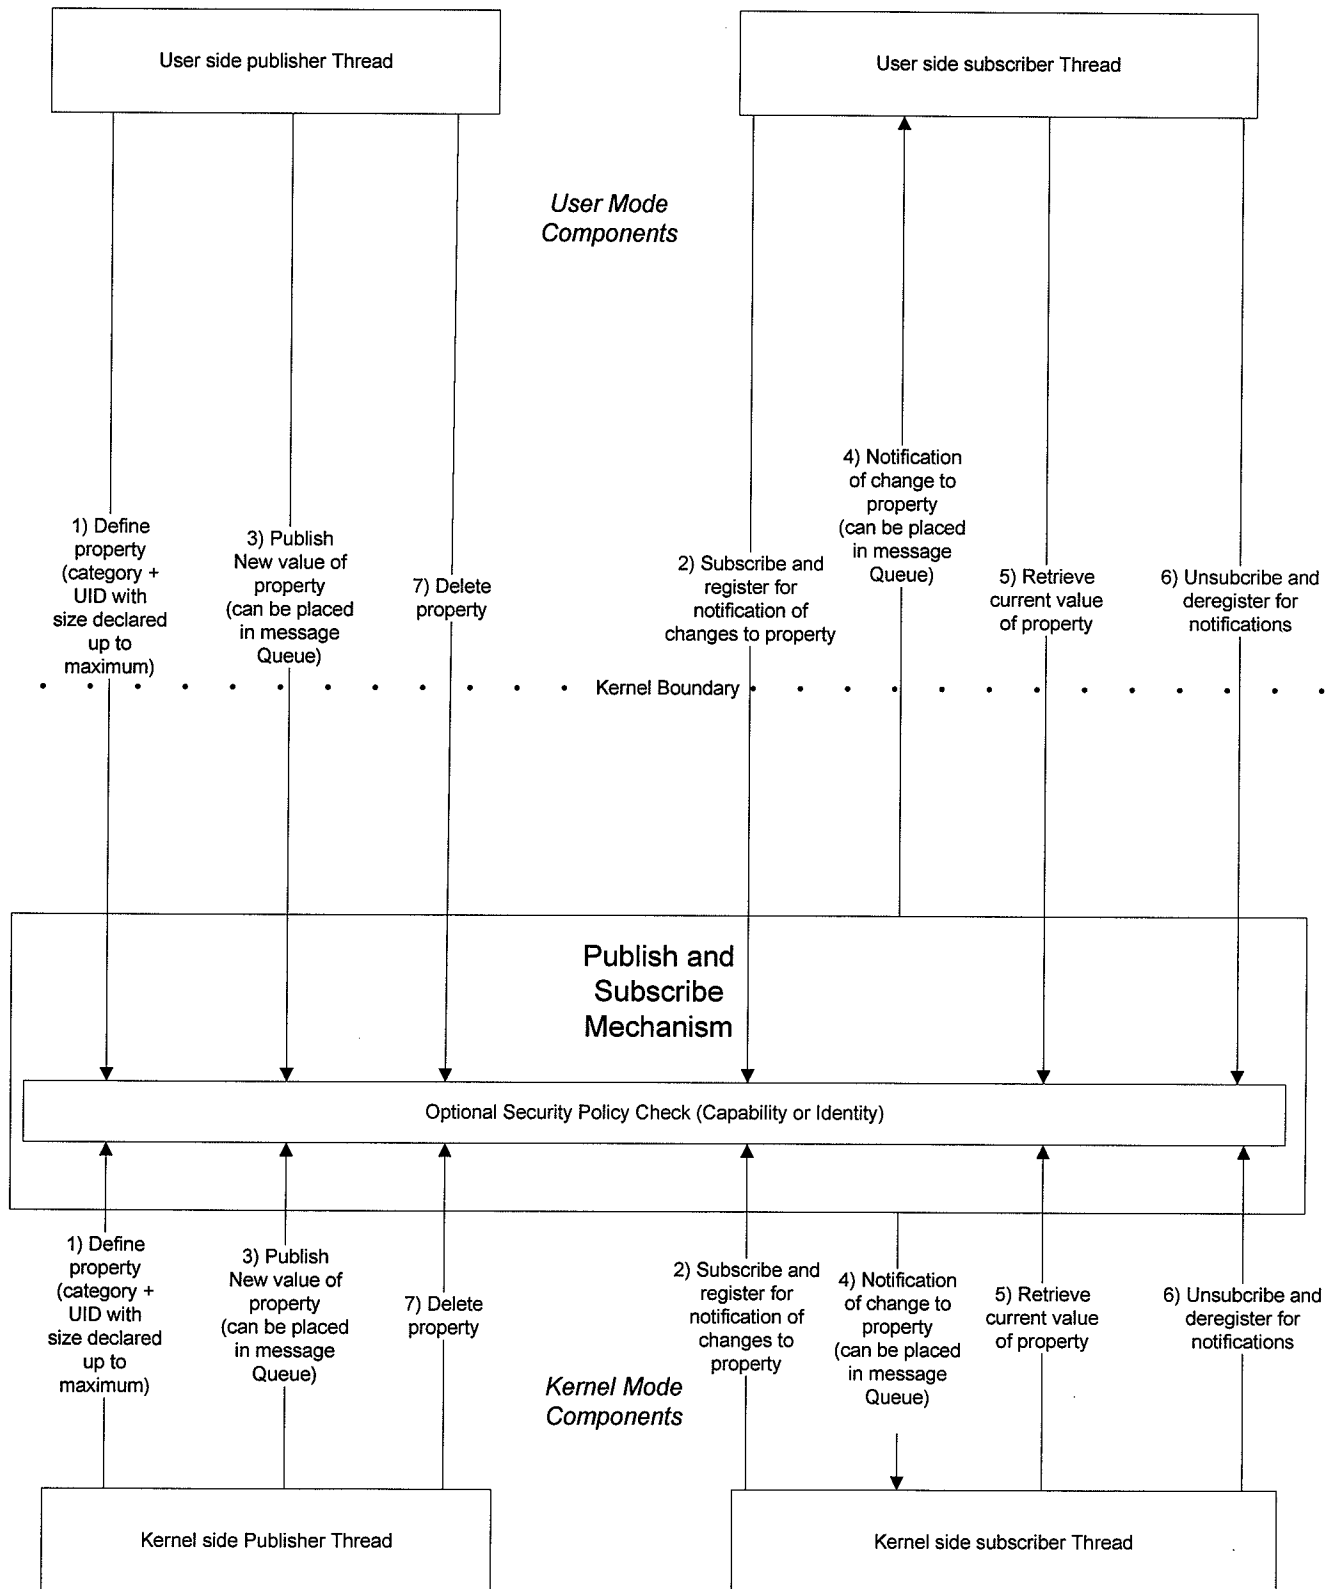 User side publisher Thread
User side subscriber Thread
User Mode
Components
1) Define
property
(category +
UID with
size declared
up to
maximum)
3) Publish
New value of
property
(can be placed
in message
Queue)
7) Delete
property
2) Subscribe and
register for
notification of
changes to property
4) Notification
of change to
property
(can be placed
in message
Queue)
5) Retrieve
current value
of property
6) Unsubcribe and
deregister for
notifications
Kernel Boundary
Publish and
Subscribe
Mechanism
Optional Security Policy Check (Capability or Identity)
1) Define
property
(category +
UID with
size declared
up to
maximum)
3) Publish
New value of
property
(can be placed
in message
Queue)
7) Delete
property
2) Subscribe and
register for
notification of
changes to
property
4) Notification
of change to
property
(can be placed
in message
Queue)
5) Retrieve
current value
of property
6) Unsubcribe and
deregister for
notifications
Kernel Mode
Components
Kernel side Publisher Thread
Kernel side subscriber Thread